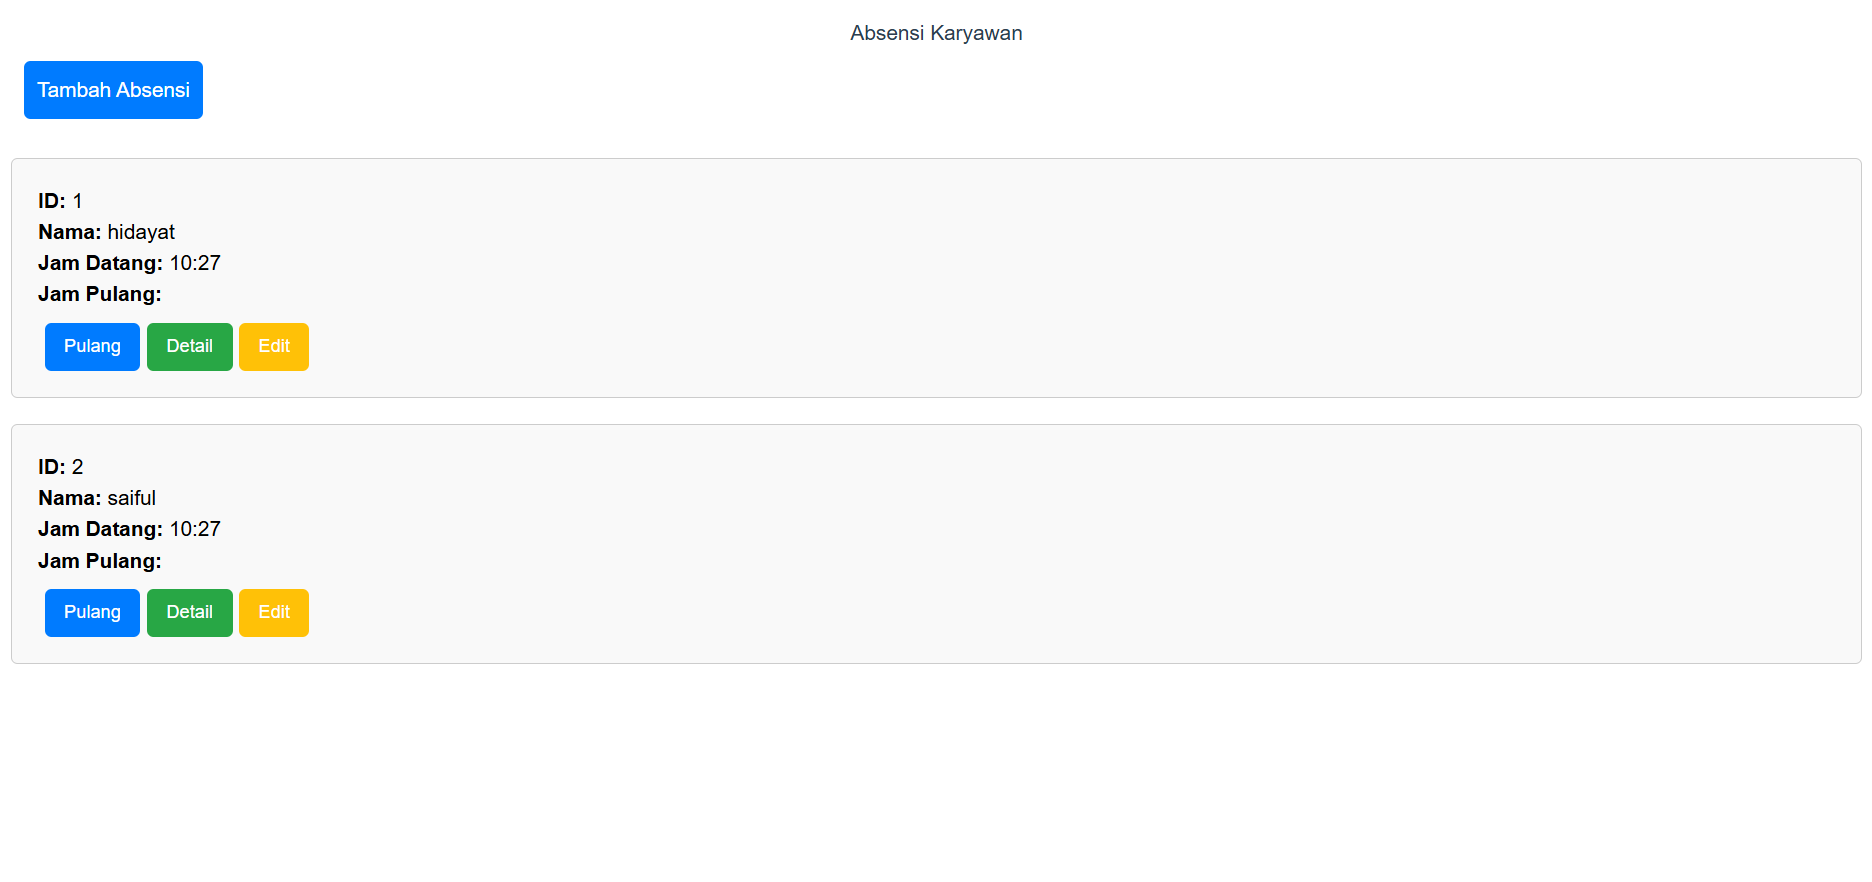 Absensi Karyawan
Tambah Absensi
ID: 1
Nama: hidayat
Jam Datang: 10:27
Jam Pulang:
Pulang Detail Edit
ID: 2
Nama: saiful
Jam Datang: 10:27
Jam Pulang:
Pulang Detail Edit